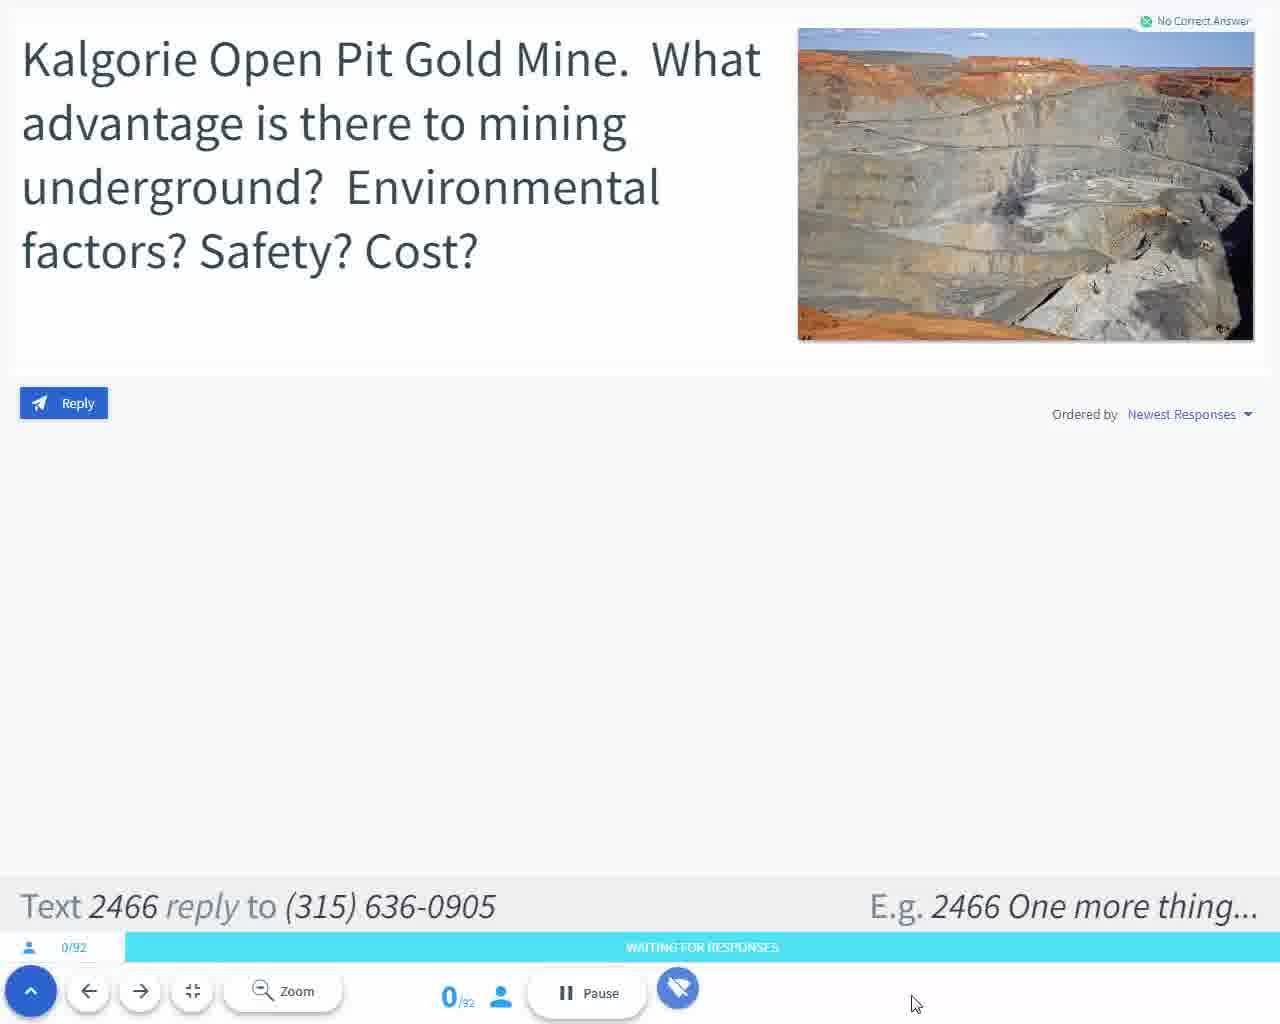 No Correct Answer
Kalgorie Open Pit Gold Mine.  What
advantage is there to mining
underground?  Environmental
factors? Safety? Cost?
Reply
Ordered by Newest Responses
Text 2466 reply to (315) 636-0905
E.g. 2466 One more thing...
0/92
WAITING FOR RESPONSES
Zoom
0/92
Pause